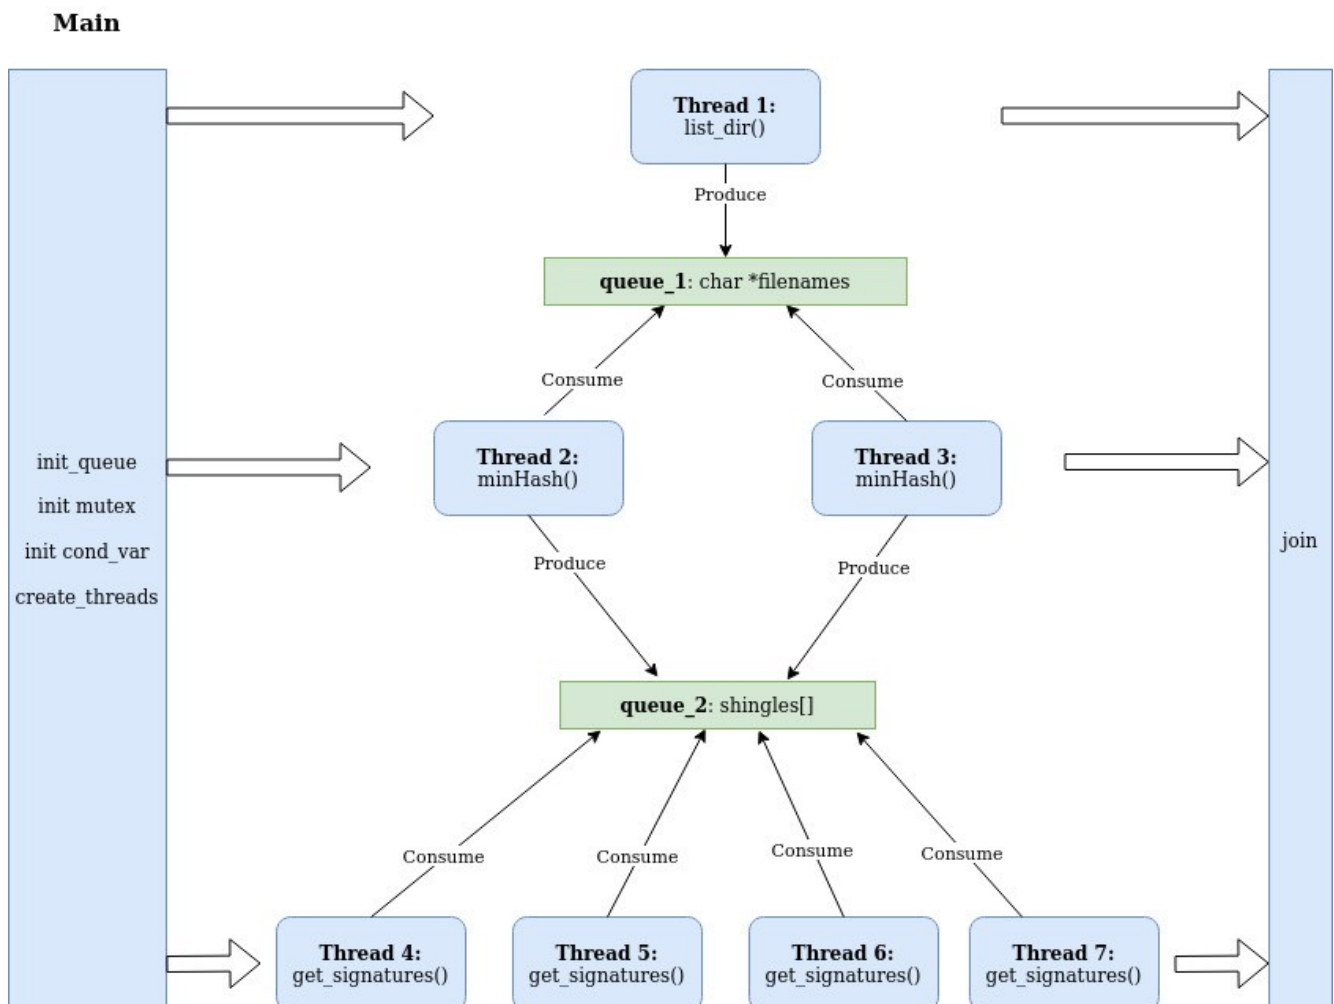 Main
Thread 1:
list_dir()
Produce
queue_1: char *filenames
Consume
Consume
Thread 2:
minHash()
Thread 3:
minHash()
init_queue
init mutex
init cond_var
create_threads
join
Produce
Produce
queue_2: shingles[]
Consume
Consume
Consume
Consume
Thread 4:
get_signatures()
Thread 5:
get_signatures()
Thread 6:
get_signatures()
Thread 7:
get_signatures()